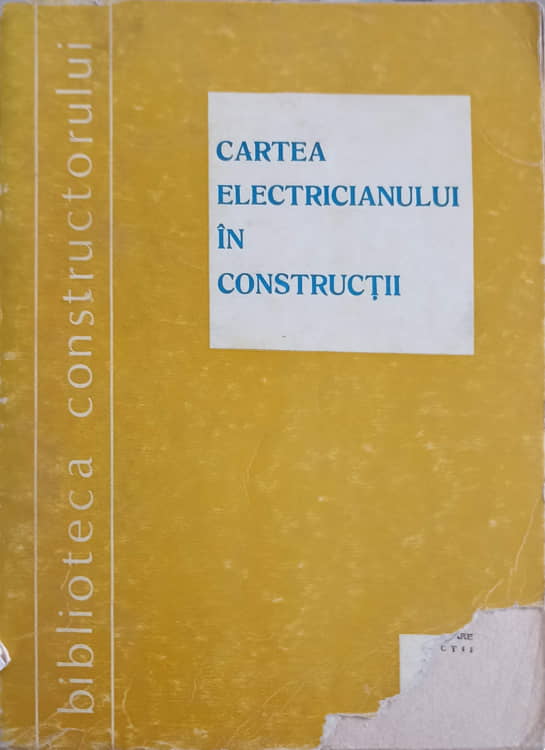 CARTEA
ELECTRICIANULUI
ÎN
CONSTRUCȚII
biblioteca constructorului